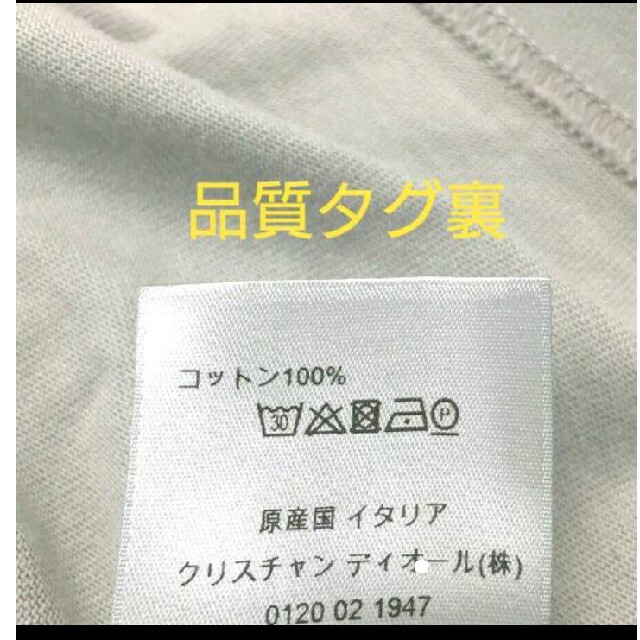 品質タグ裏
コットン100%
30 P
原産国 イタリア
クリスチャン ディオール(株)
0120 02 1947